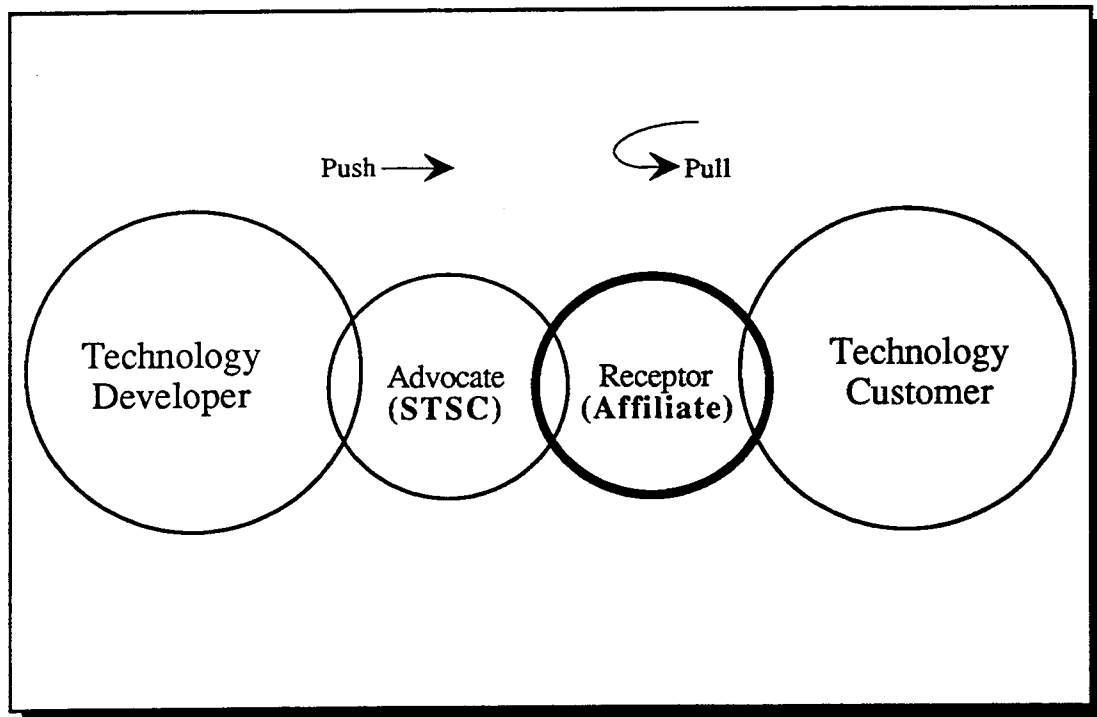 Push
Pull
Technology
Developer
Advocate
(STSC)
Receptor
(Affiliate)
Technology
Customer